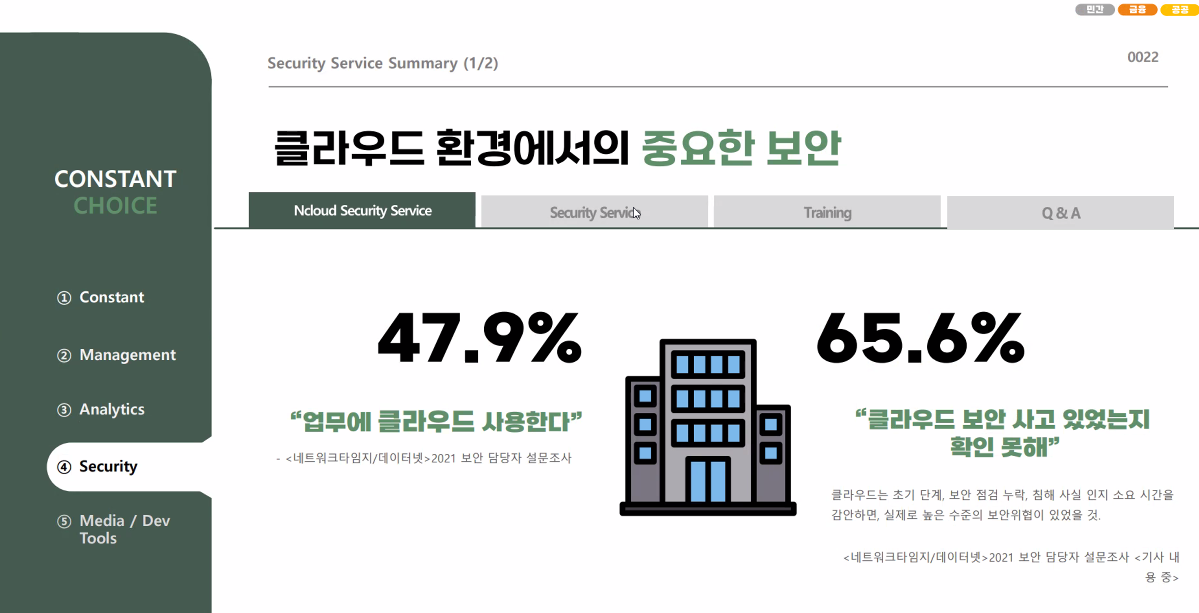 민간 금융 공공
Security Service Summary (1/2)
0022
클라우드 환경에서의 중요한 보안
CONSTANT
CHOICE
Ncloud Security Service
Security Service
Training
Q & A
① Constant
② Management
③ Analytics
④ Security
⑤ Media / Dev
Tools
47.9%
“업무에 클라우드 사용한다”
- <네트워크타임지/데이터넷>2021 보안 담당자 설문조사
65.6%
“클라우드 보안 사고 있었는지
확인 못해”
클라우드는 초기 단계, 보안 점검 누락, 침해 사실 인지 소요 시간을
감안하면, 실제로 높은 수준의 보안위협이 있었을 것.
<네트워크타임지/데이터넷>2021 보안 담당자 설문조사 <기사 내
용 중>